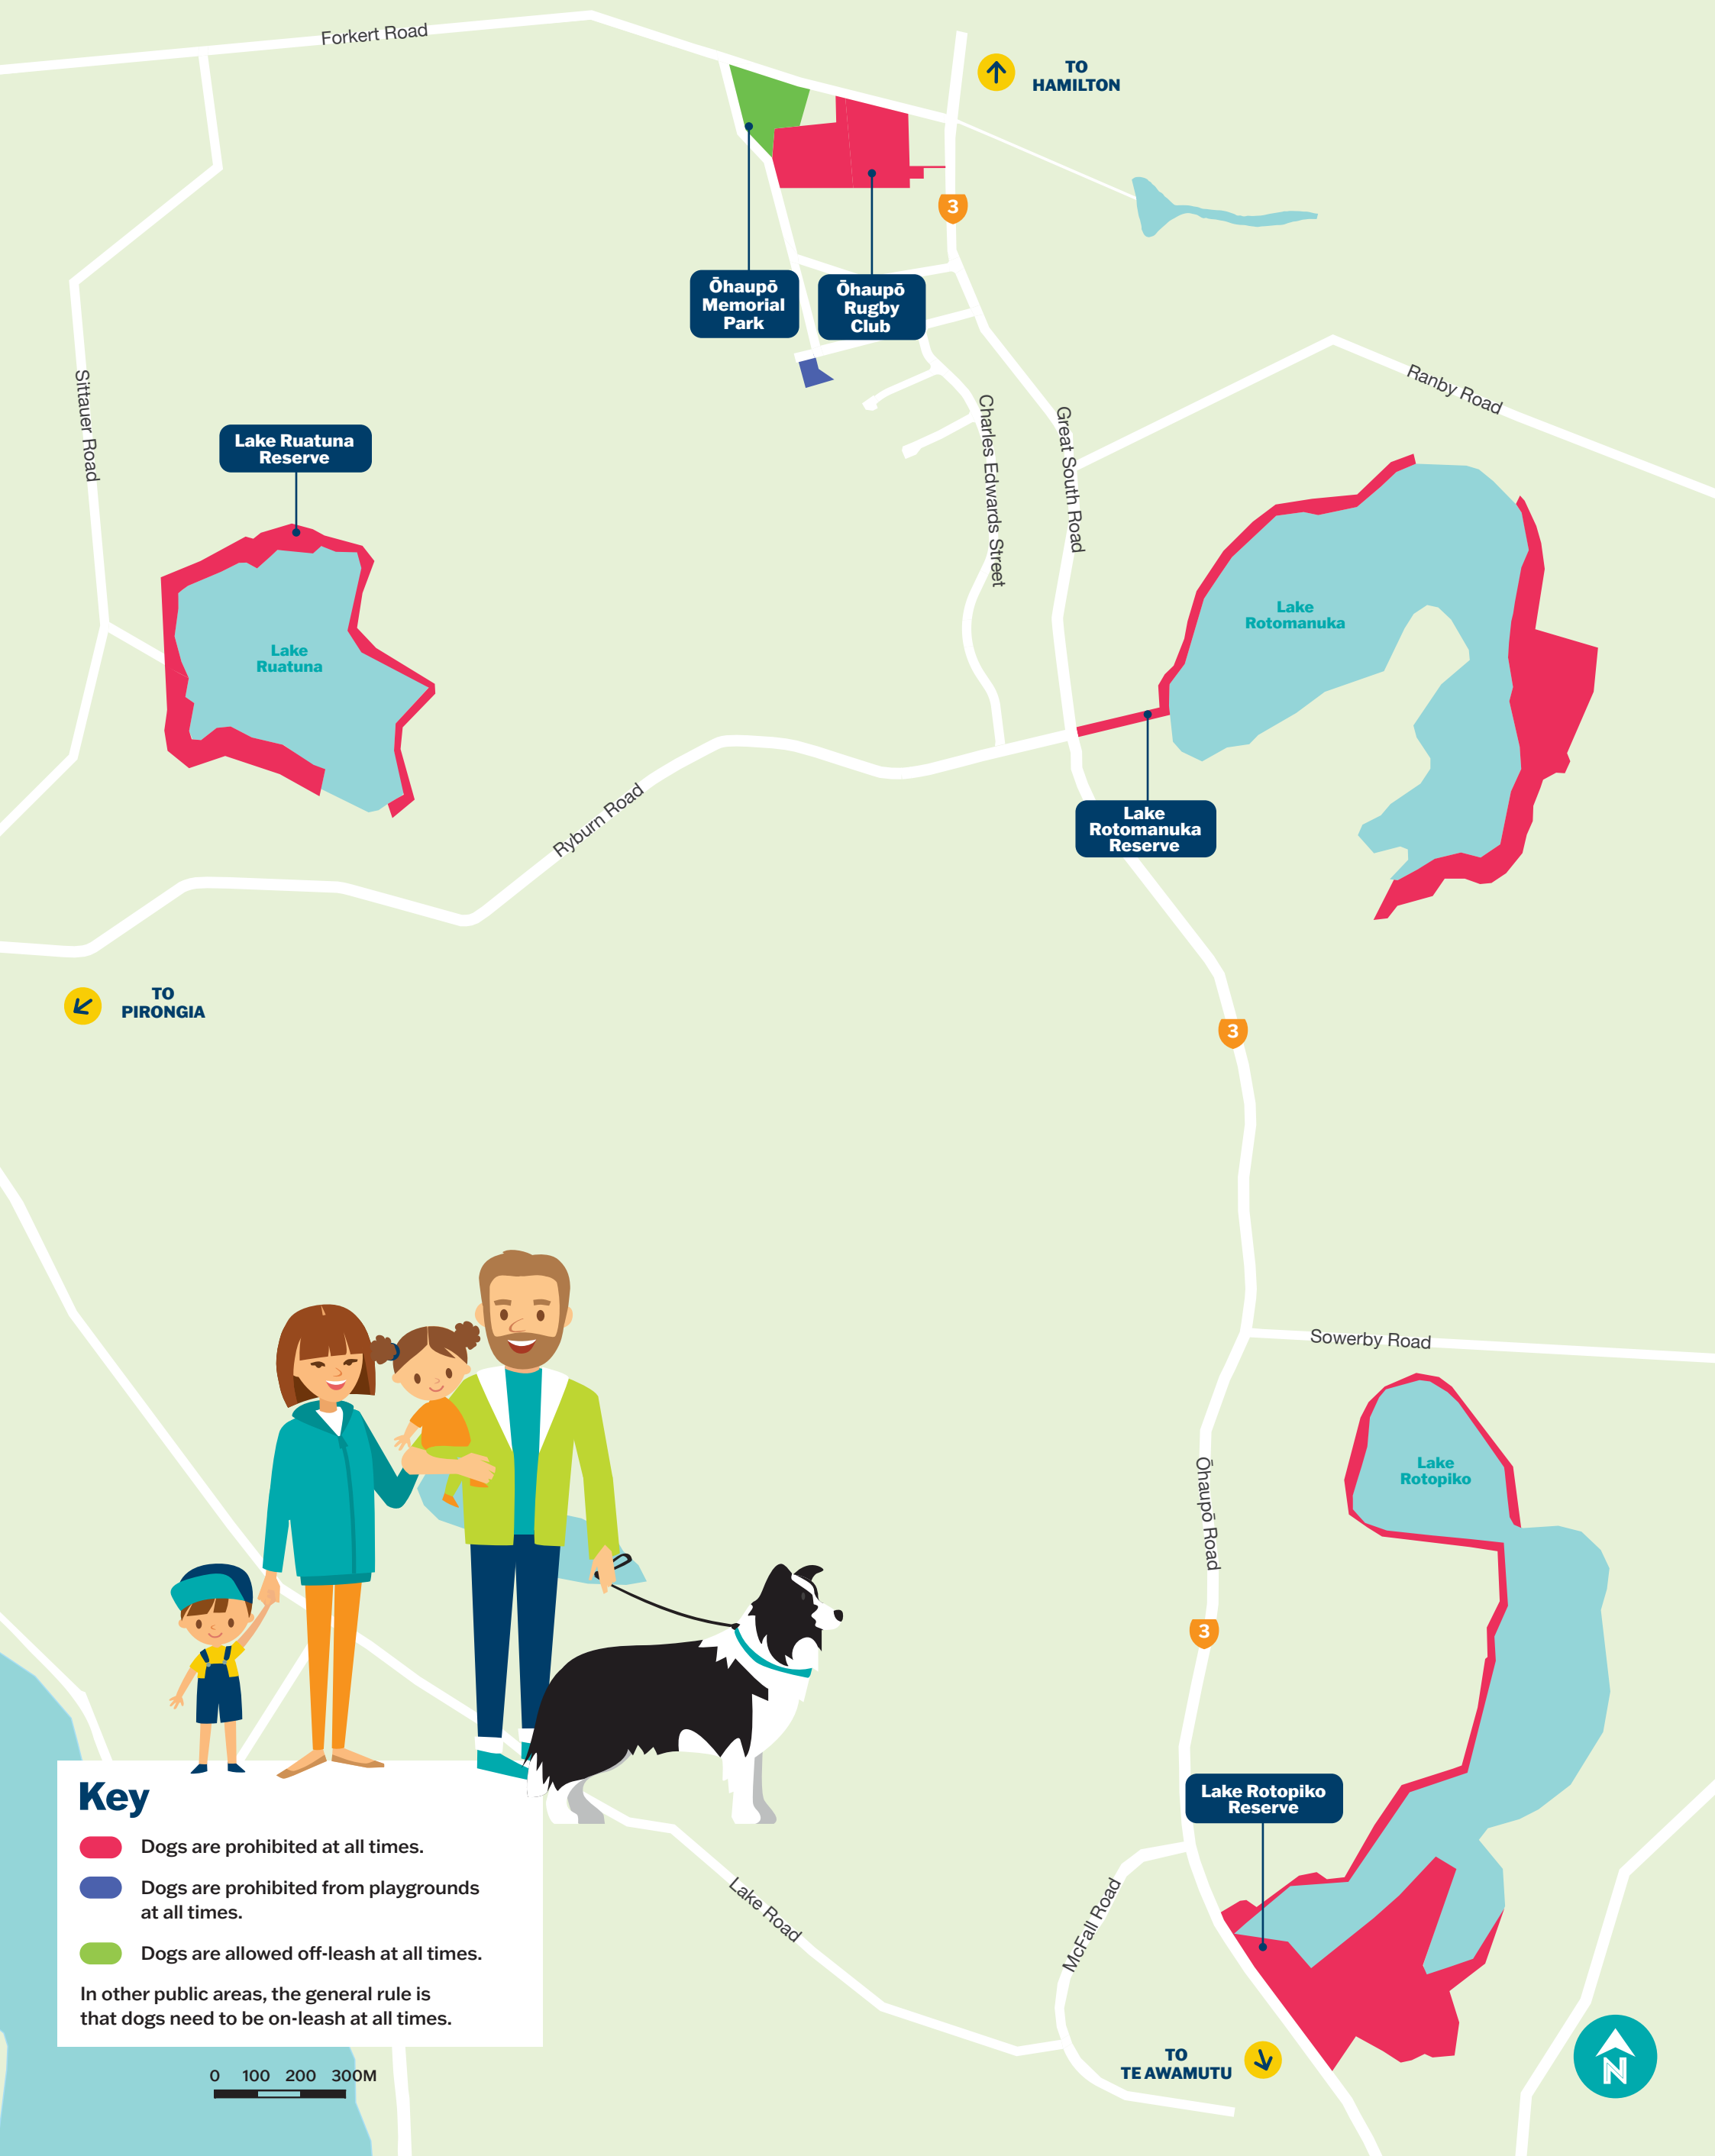 Forkert Road
TO
HAMILTON
3
Ōhaupō
Memorial
Park
Ōhaupō
Rugby
Club
Ranby Road
Sittauer Road
Charles Edwards Street
Great South Road
Lake Ruatuna
Reserve
Lake
Rotomanuka
Lake
Ruatuna
Ryburn Road
Lake
Rotomanuka
Reserve
TO
PIRONGIA
3
Sowerby Road
Lake
Rotopiko
Ōhaupō Road
3
Lake Rotopiko
Reserve
Key
Dogs are prohibited at all times.
Dogs are prohibited from playgrounds
at all times.
Dogs are allowed off-leash at all times.
In other public areas, the general rule is
that dogs need to be on-leash at all times.
Lake Road
McFall Road
TO
TE AWAMUTU
N
0 100 200 300M